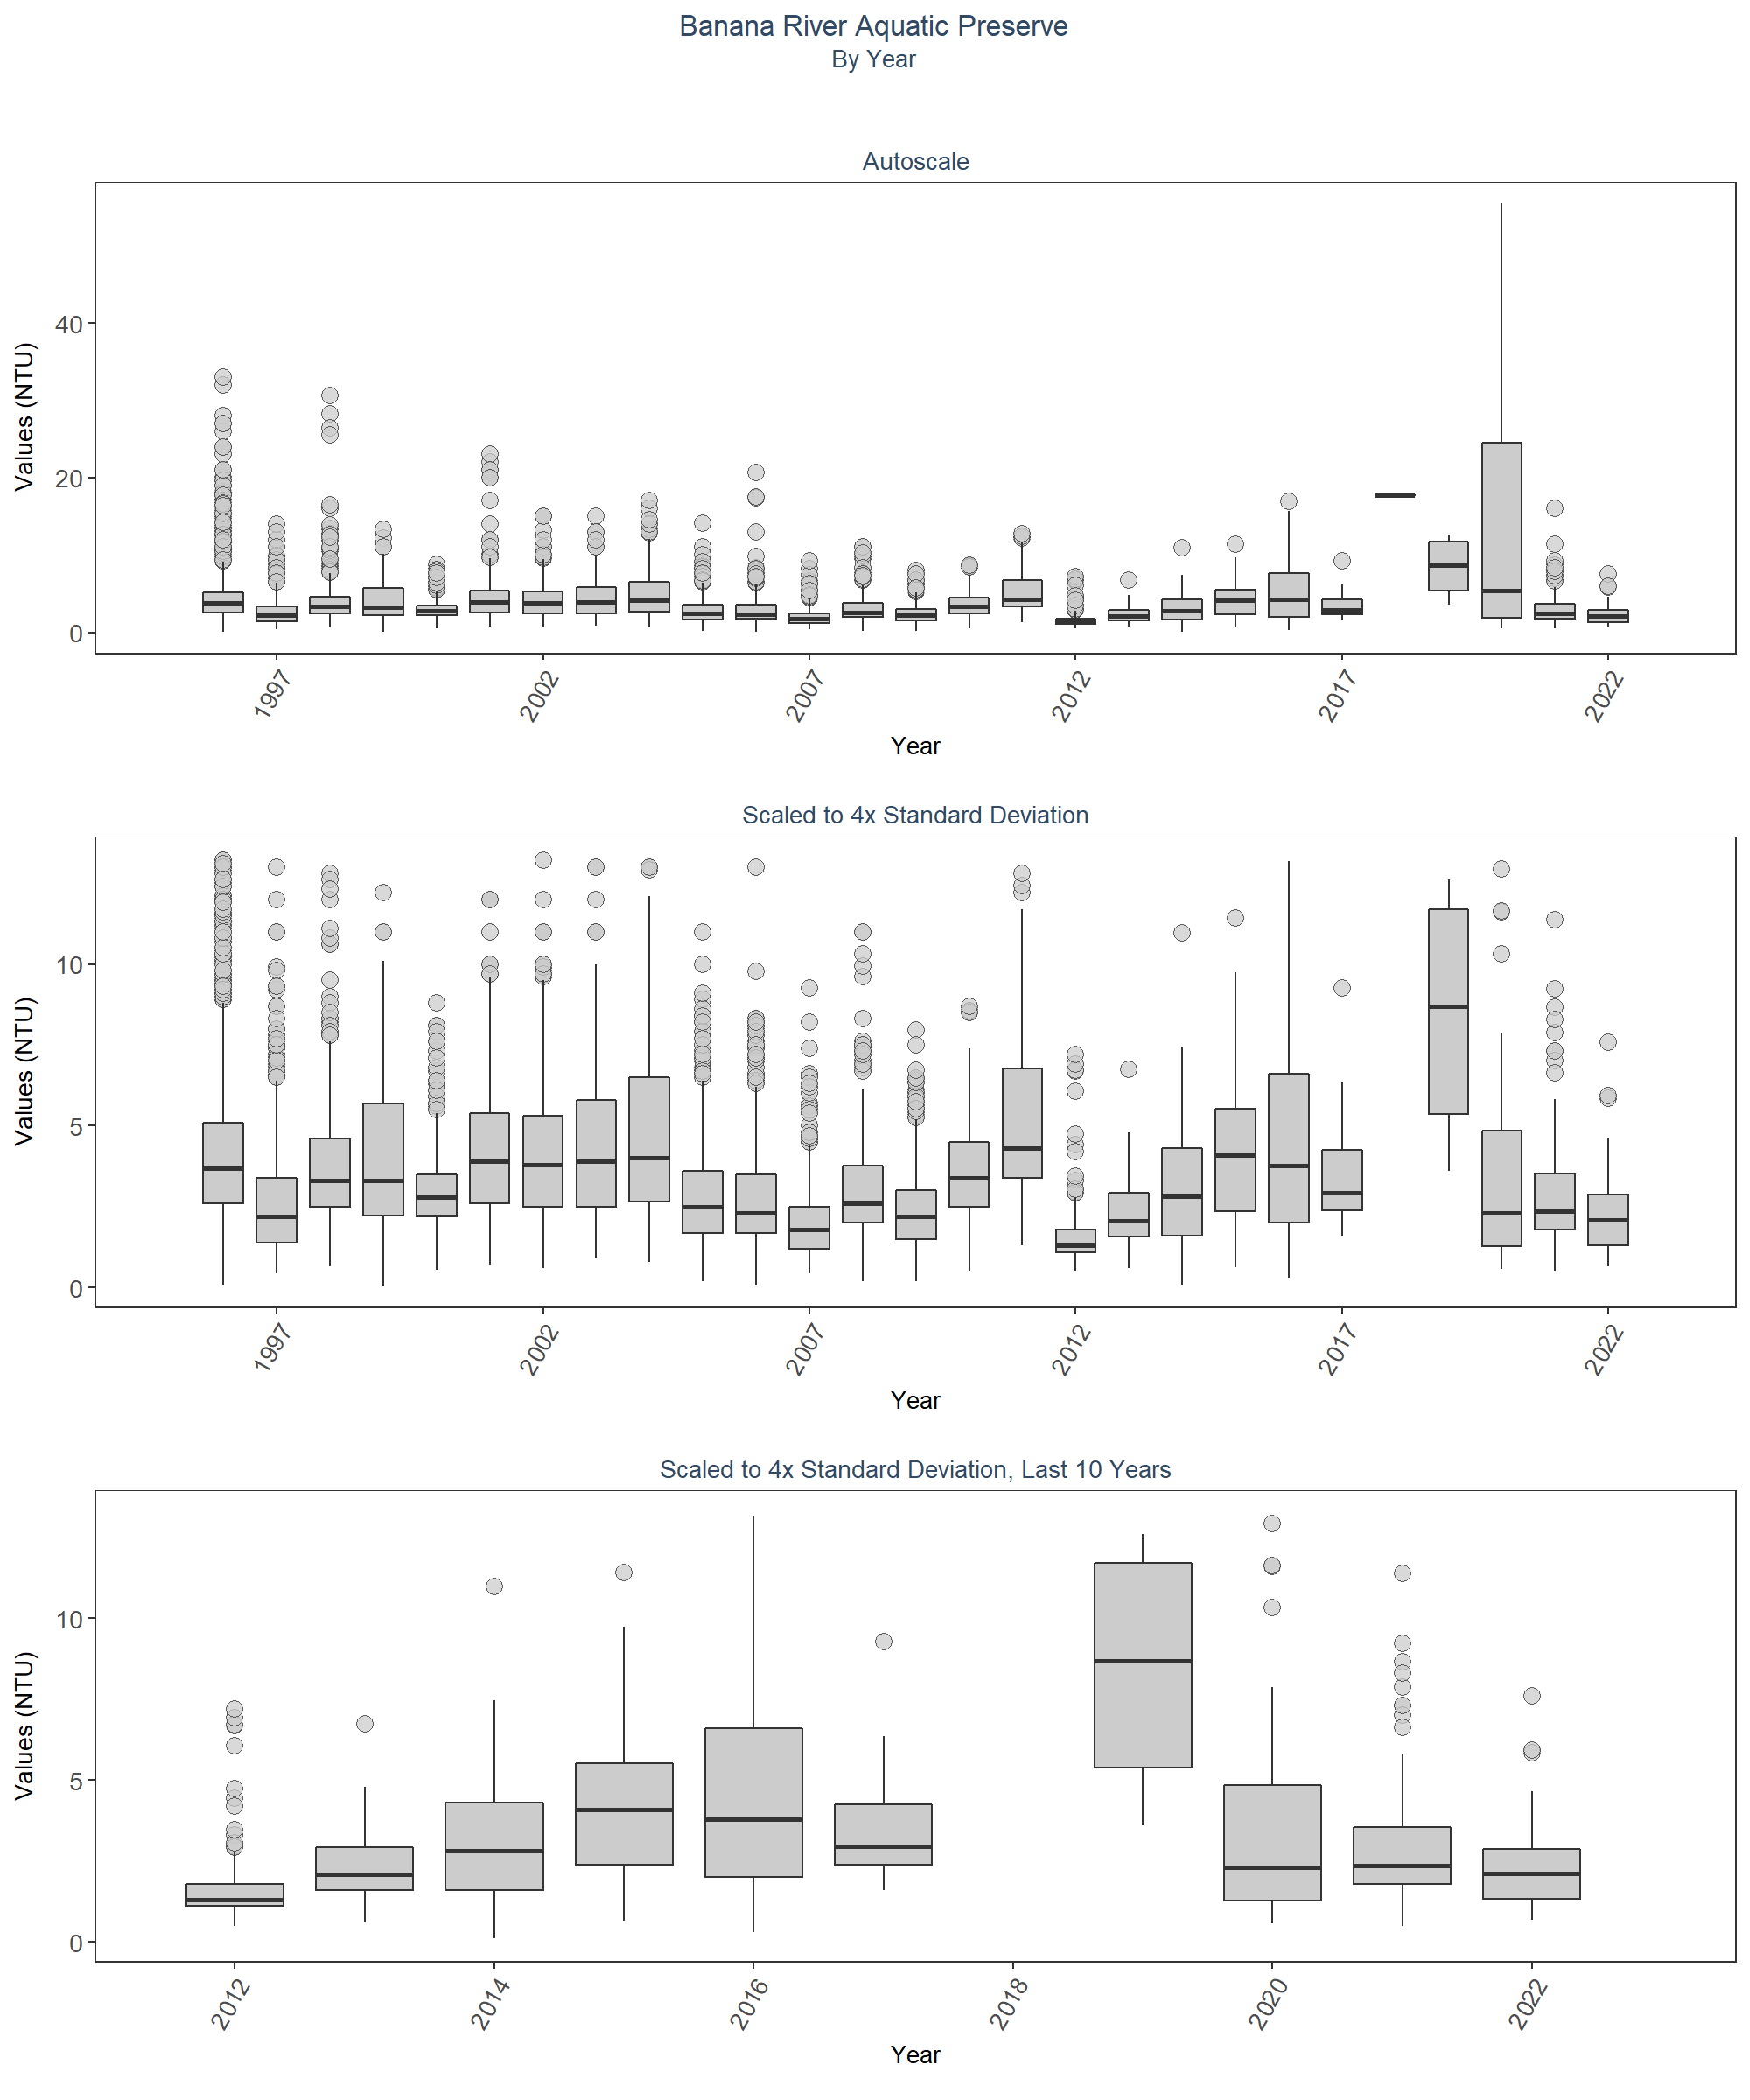 Banana River Aquatic Preserve
By Year
Autoscale
Values (NTU)
40
20
0
1997 2002 2007 2012 2017 2022
Year
Scaled to 4x Standard Deviation
Values (NTU)
10
5
0
1997 2002 2007 2012 2017 2022
Year
Scaled to 4x Standard Deviation, Last 10 Years
Values (NTU)
10
5
0
2012 2014 2016 2018 2020 2022
Year